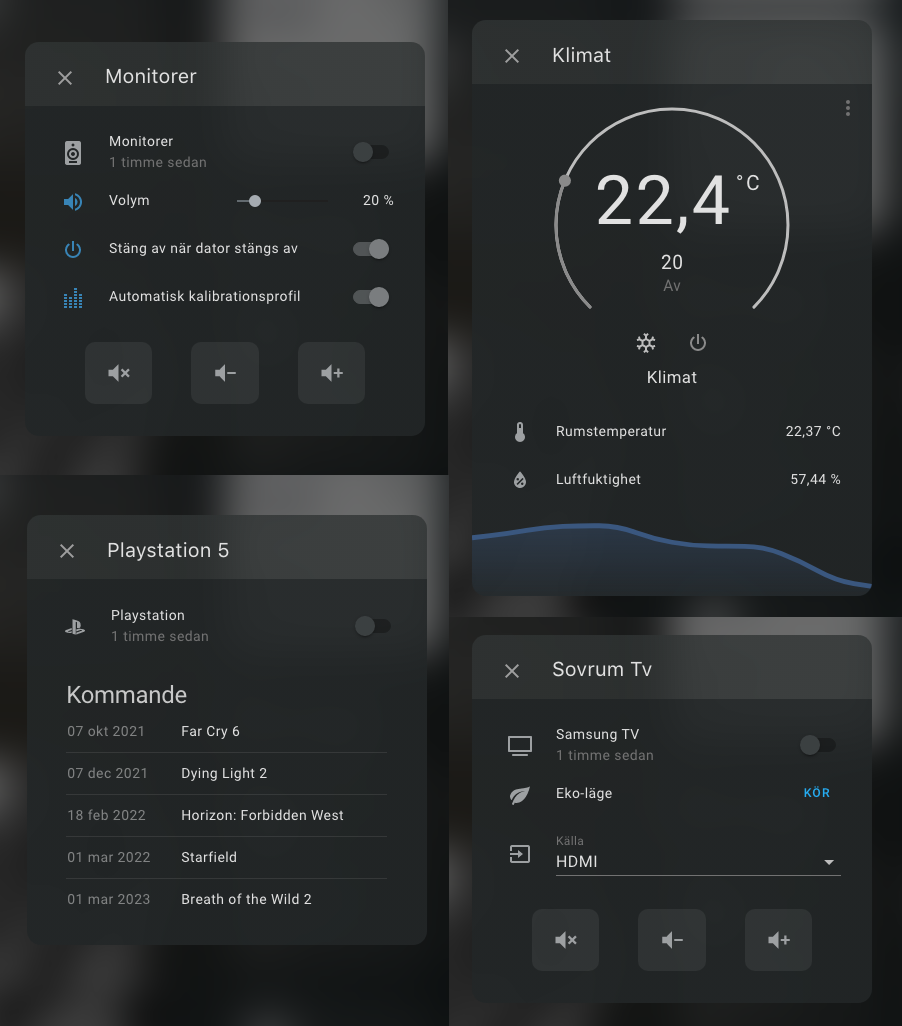 Monitorer
Monitorer
1 timme sedan
Volym
20 %
Stäng av när dator stängs av
Automatisk kalibrationsprofil
Klimat
22,4 °C
20
Av
Klimat
Rumstemperatur
22,37 °C
Luftfuktighet
57,44 %
Playstation 5
Playstation
1 timme sedan
Kommande
07 okt 2021 Far Cry 6
07 dec 2021 Dying Light 2
18 feb 2022 Horizon: Forbidden West
01 mar 2022 Starfield
01 mar 2023 Breath of the Wild 2
Sovrum Tv
Samsung TV
1 timme sedan
Eko-läge
KÖR
Källa
HDMI